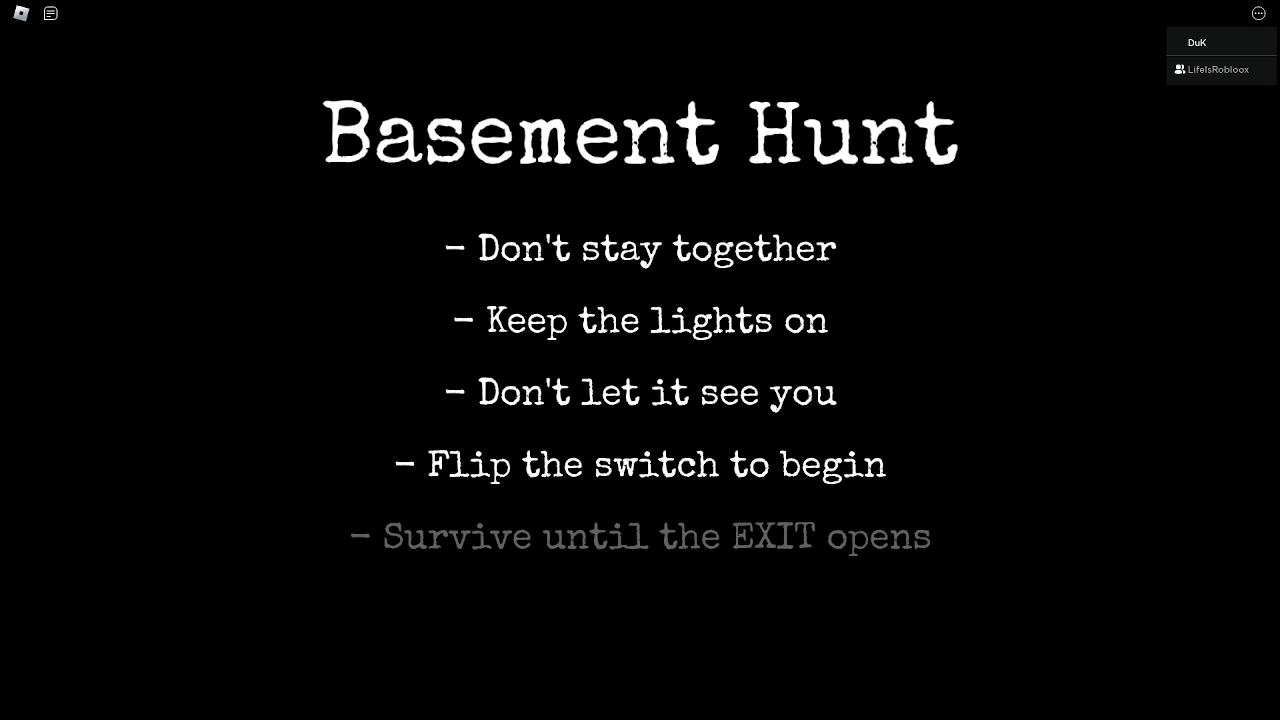 DuK
LifeIsRobloox
Basement Hunt
- Don't stay together
- Keep the lights on
- Don't let it see you
- Flip the switch to begin
- Survive until the EXIT opens